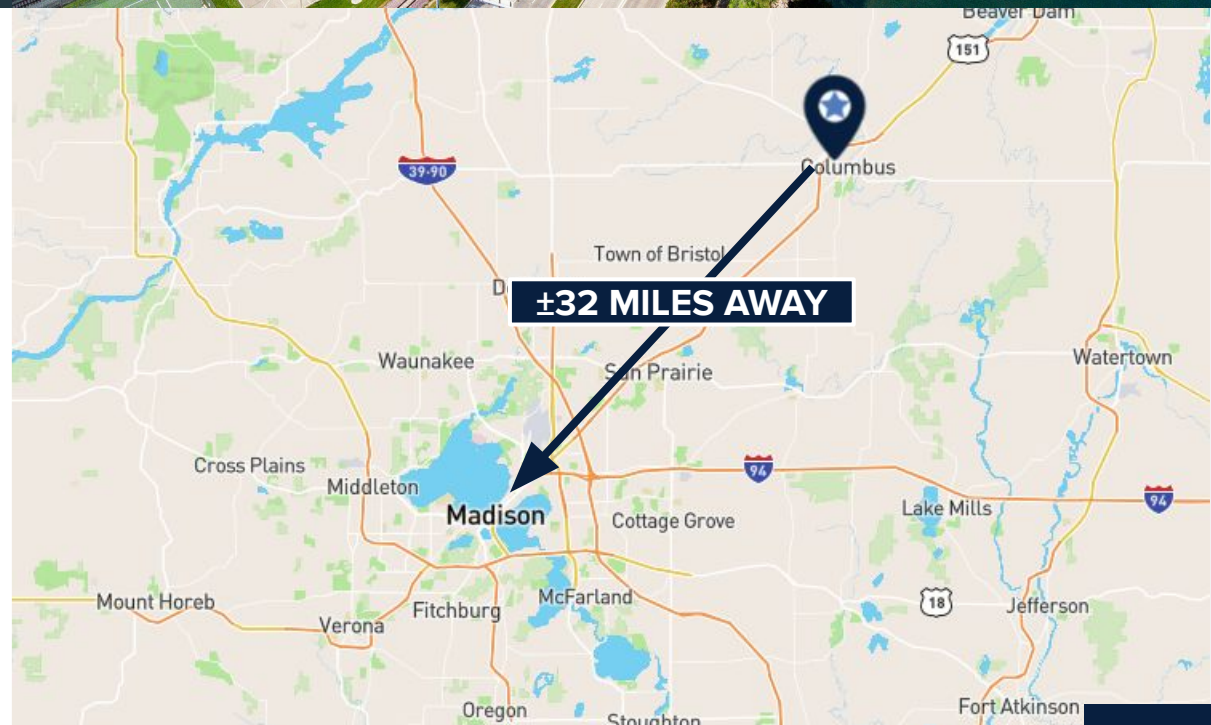 Beaver Dam
151
39-90
Columbus
Town of Bristol
±32 MILES AWAY
Waunakee
Sun Prairie
Watertown
Cross Plains
Middleton
94
94
Madison
Cottage Grove
Lake Mills
Mount Horeb
Verona
Fitchburg
McFarland
18
Jefferson
Oregon
Stoughton
Fort Atkinson